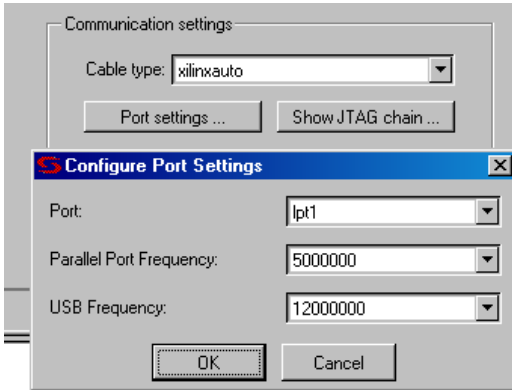 Communication settings
Cable type: xilinxauto
Port settings ... Show JTAG chain ...
Configure Port Settings
Port: lpt1
Parallel Port Frequency: 5000000
USB Frequency: 12000000
OK Cancel